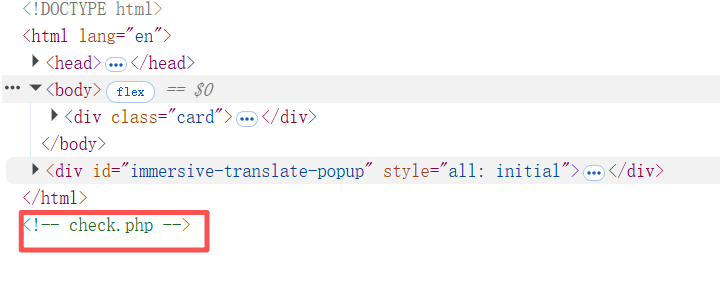 <!DOCTYPE html>
<html lang="en">
▶ <head> ••• </head>
••• ▼ <body> flex == $0
▶ <div class="card"> ••• </div>
</body>
▶ <div id="immersive-translate-popup" style="all: initial"> ••• </div>
</html>
<!-- check.php -->